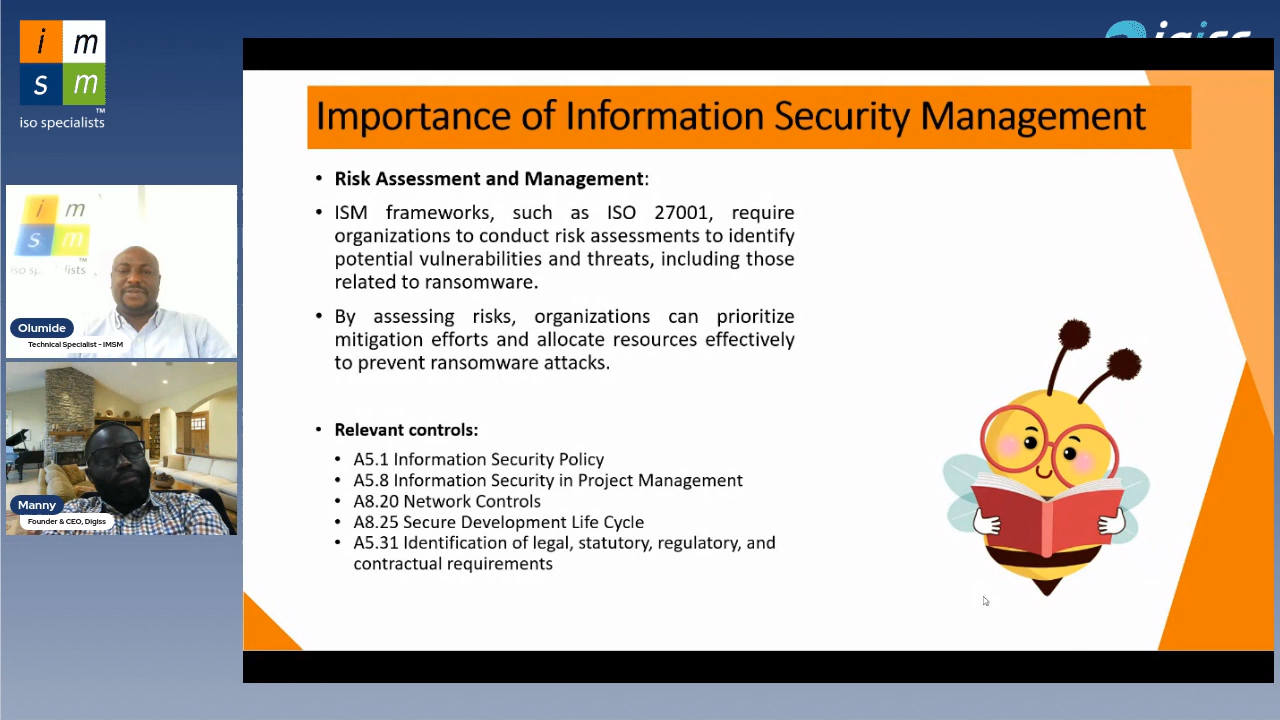 i m
s m
TM
iso specialists
Importance of Information Security Management
• Risk Assessment and Management:
• ISM frameworks, such as ISO 27001, require
organizations to conduct risk assessments to identify
potential vulnerabilities and threats, including those
related to ransomware.
• By assessing risks, organizations can prioritize
mitigation efforts and allocate resources effectively
to prevent ransomware attacks.
• Relevant controls:
• A5.1 Information Security Policy
• A5.8 Information Security in Project Management
• A8.20 Network Controls
• A8.25 Secure Development Life Cycle
• A5.31 Identification of legal, statutory, regulatory, and
contractual requirements
i m
s m
TM
Olumide
Technical Specialist - IMSM
Manny
Founder & CEO, Digiss